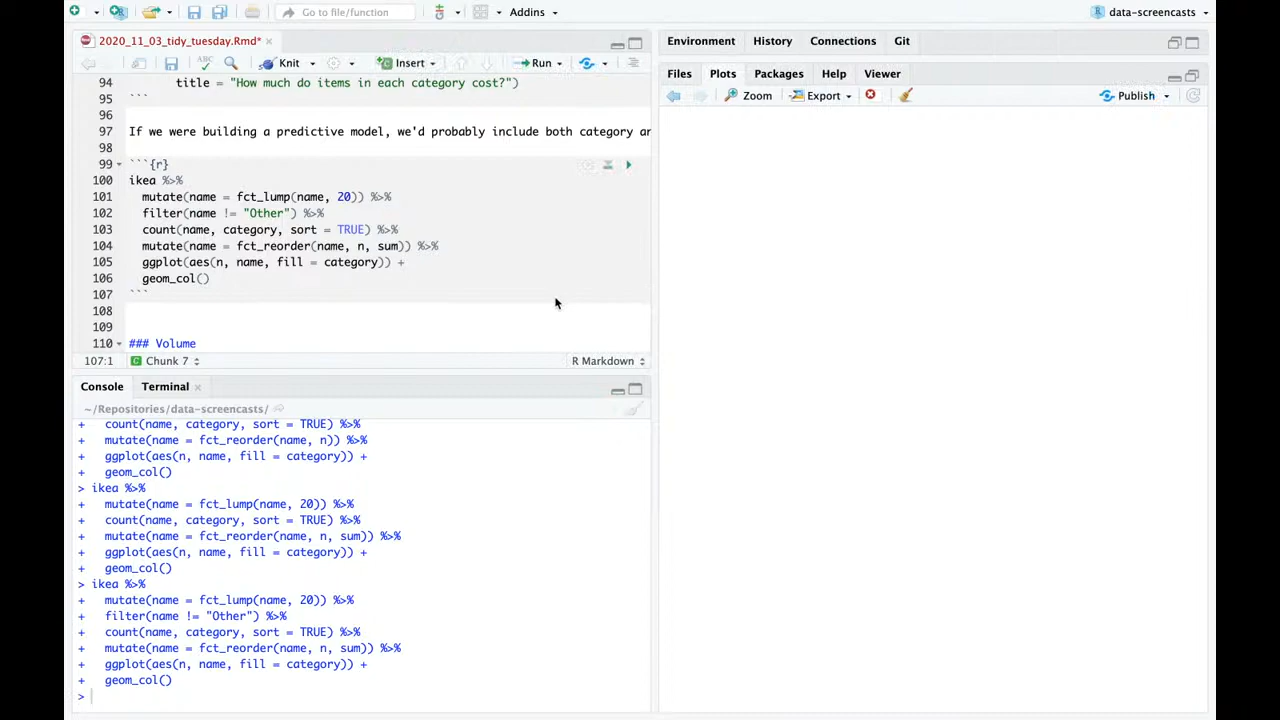 Go to file/function
Addins
data-screencasts
2020_11_03_tidy_tuesday.Rmd*
Knit
Insert
Run
94 title = "How much do items in each category cost?")
95 ```
96
97 If we were building a predictive model, we'd probably include both category ar
98
99 ```{r}
100 ikea %>%
101 mutate(name = fct_lump(name, 20)) %>%
102 filter(name != "Other") %>%
103 count(name, category, sort = TRUE) %>%
104 mutate(name = fct_reorder(name, n, sum)) %>%
105 ggplot(aes(n, name, fill = category)) +
106 geom_col()
107 ```
108
109
110 ### Volume
107:1 Chunk 7 R Markdown
Console Terminal
~/Repositories/data-screencasts/
+ count(name, category, sort = TRUE) %>%
+ mutate(name = fct_reorder(name, n)) %>%
+ ggplot(aes(n, name, fill = category)) +
+ geom_col()
> ikea %>%
+ mutate(name = fct_lump(name, 20)) %>%
+ count(name, category, sort = TRUE) %>%
+ mutate(name = fct_reorder(name, n, sum)) %>%
+ ggplot(aes(n, name, fill = category)) +
+ geom_col()
> ikea %>%
+ mutate(name = fct_lump(name, 20)) %>%
+ filter(name != "Other") %>%
+ count(name, category, sort = TRUE) %>%
+ mutate(name = fct_reorder(name, n, sum)) %>%
+ ggplot(aes(n, name, fill = category)) +
+ geom_col()
>
Environment History Connections Git
Files Plots Packages Help Viewer
Zoom Export Publish